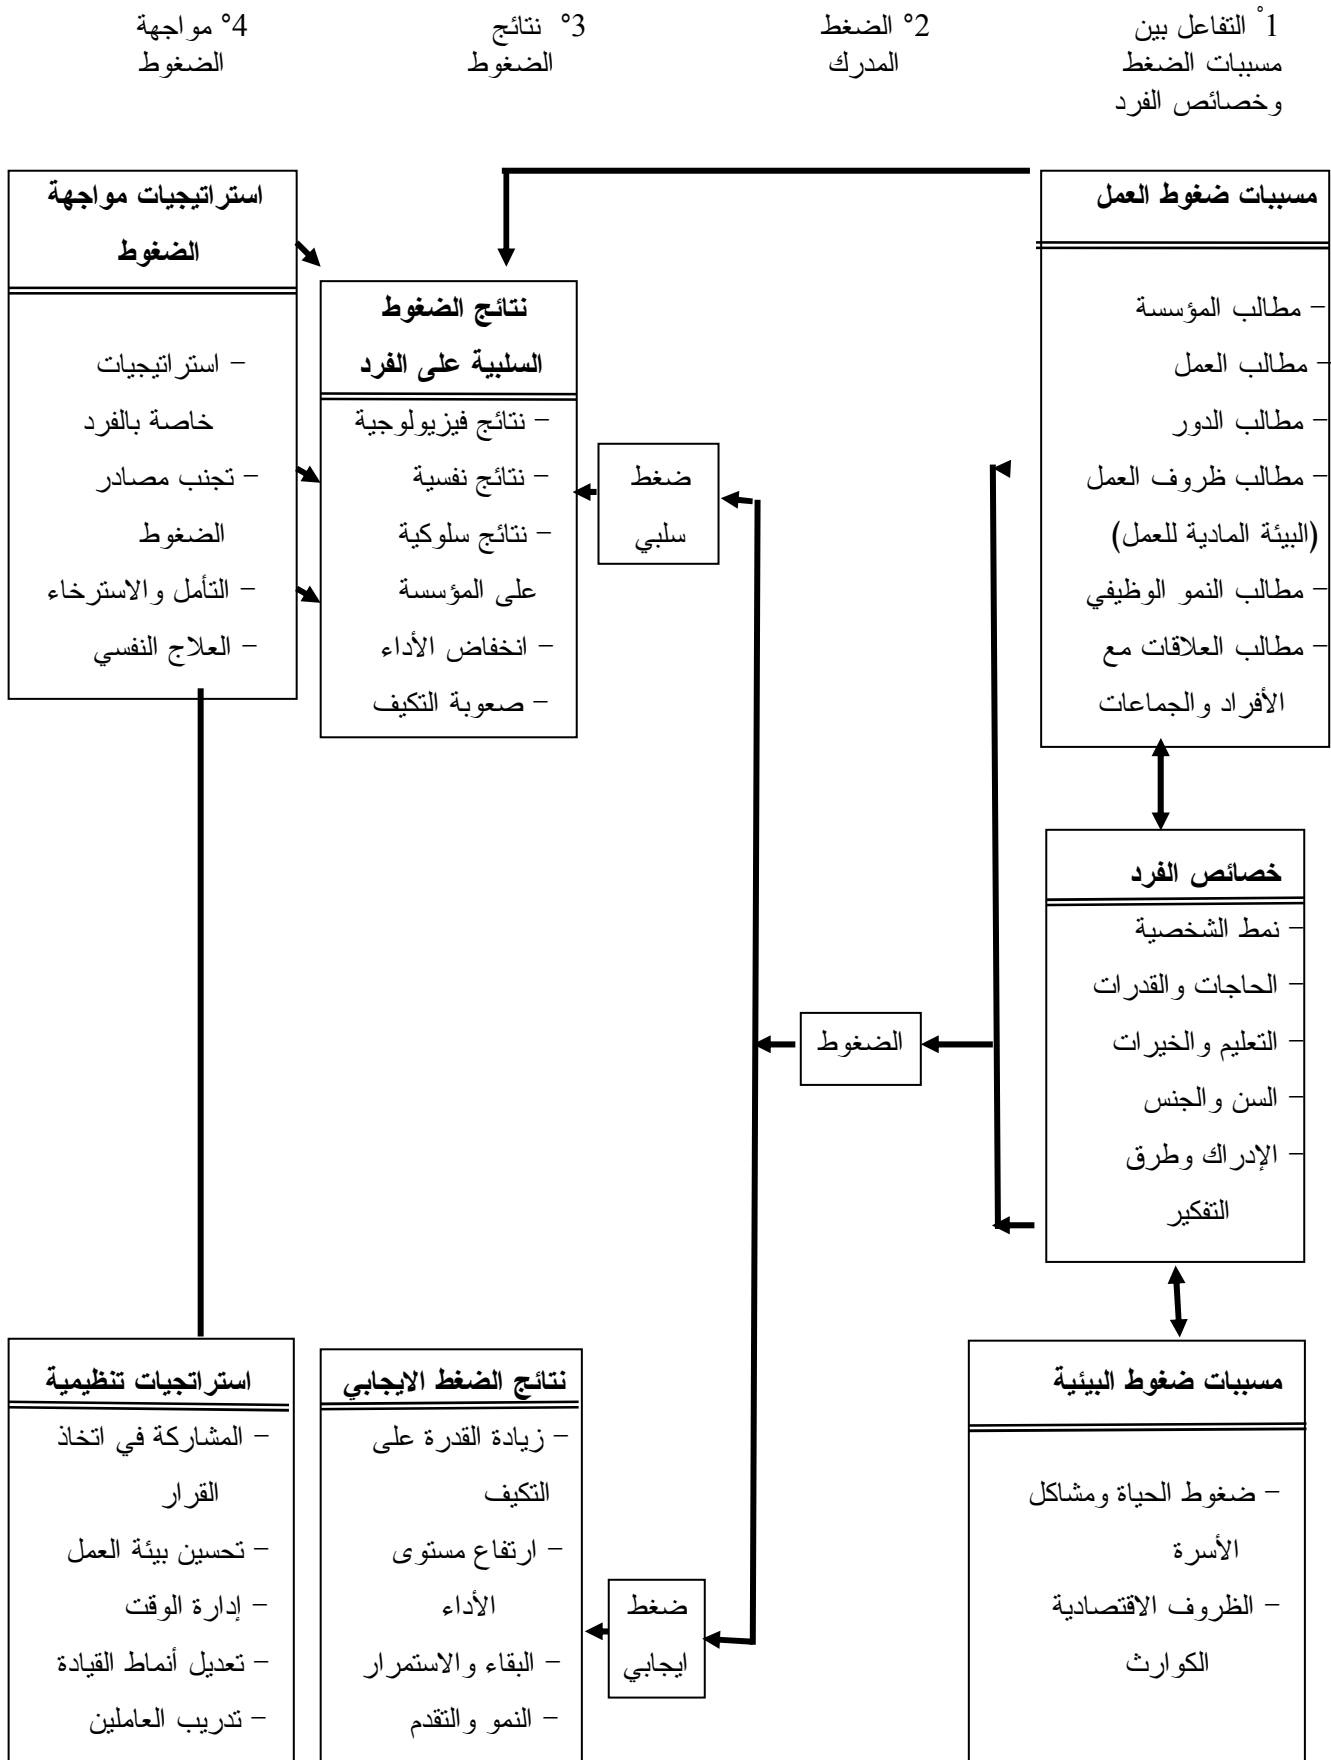 1° التفاعل بين
مسببات الضغط
وخصائص الفرد
2° الضغط
المدرك
3° نتائج
الضغوط
4° مواجهة
الضغوط
مسببات ضغوط العمل
– مطالب المؤسسة
– مطالب العمل
– مطالب الدور
– مطالب ظروف العمل
(البيئة المادية للعمل)
– مطالب النمو الوظيفي
– مطالب العلاقات مع
الأفراد والجماعات
خصائص الفرد
– نمط الشخصية
– الحاجات والقدرات
– التعليم والخيرات
– السن والجنس
– الإدراك وطرق
التفكير
مسببات ضغوط البيئية
– ضغوط الحياة ومشاكل
الأسرة
– الظروف الاقتصادية
الكوارث
الضغوط
ضغط
سلبي
ضغط
ايجابي
نتائج الضغوط
السلبية على الفرد
– نتائج فيزيولوجية
– نتائج نفسية
– نتائج سلوكية
على المؤسسة
– انخفاض الأداء
– صعوبة التكيف
نتائج الضغط الايجابي
– زيادة القدرة على
التكيف
– ارتفاع مستوى
الأداء
– البقاء والاستمرار
– النمو والتقدم
استراتيجيات مواجهة
الضغوط
– استراتيجيات
خاصة بالفرد
– تجنب مصادر
الضغوط
– التأمل والاسترخاء
– العلاج النفسي
استراتجيات تنظيمية
– المشاركة في اتخاذ
القرار
– تحسين بيئة العمل
– إدارة الوقت
– تعديل أنماط القيادة
– تدريب العاملين